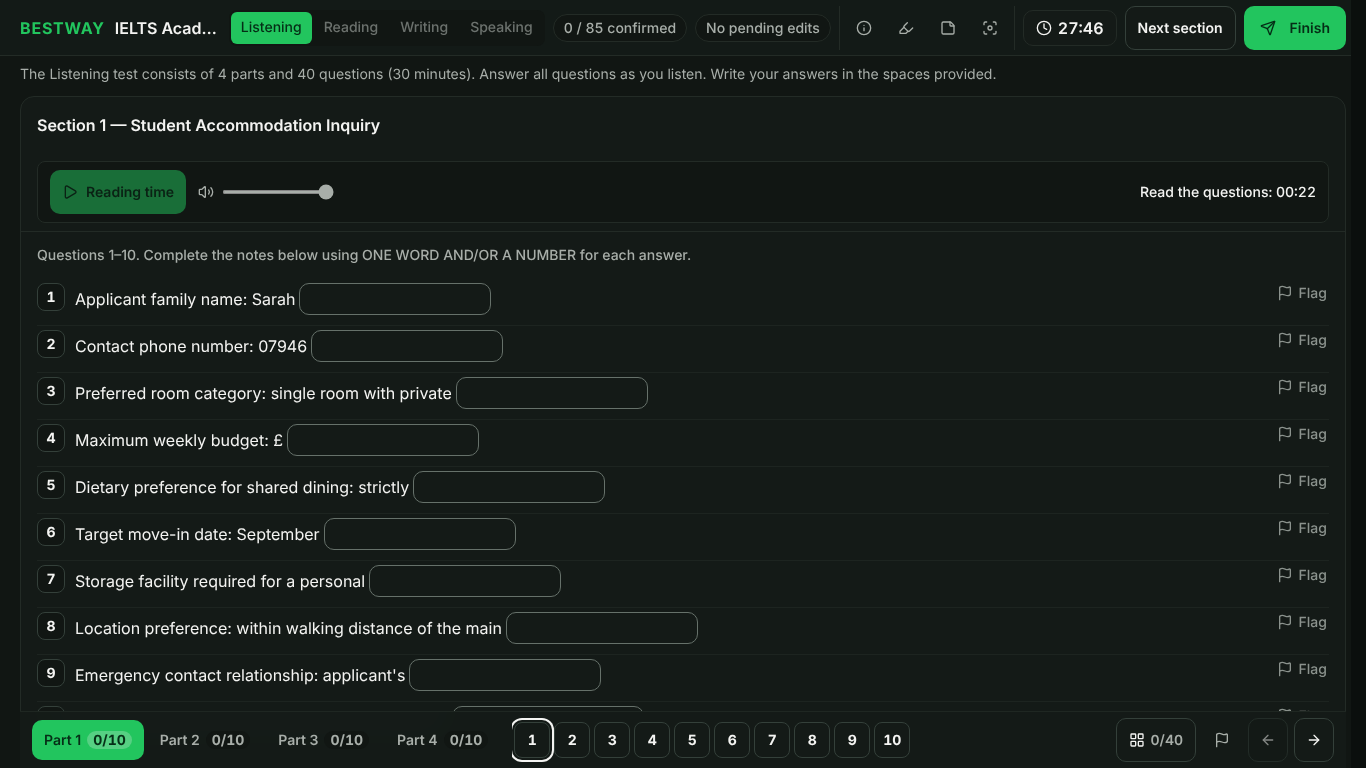 BESTWAY IELTS Acad... Listening Reading Writing Speaking 0 / 85 confirmed No pending edits 27:46 Next section Finish
The Listening test consists of 4 parts and 40 questions (30 minutes). Answer all questions as you listen. Write your answers in the spaces provided.
Section 1 — Student Accommodation Inquiry
Reading time Read the questions: 00:22
Questions 1–10. Complete the notes below using ONE WORD AND/OR A NUMBER for each answer.
1 Applicant family name: Sarah Flag
2 Contact phone number: 07946 Flag
3 Preferred room category: single room with private Flag
4 Maximum weekly budget: £ Flag
5 Dietary preference for shared dining: strictly Flag
6 Target move-in date: September Flag
7 Storage facility required for a personal Flag
8 Location preference: within walking distance of the main Flag
9 Emergency contact relationship: applicant's Flag
Part 1 0/10 Part 2 0/10 Part 3 0/10 Part 4 0/10 1 2 3 4 5 6 7 8 9 10 0/40